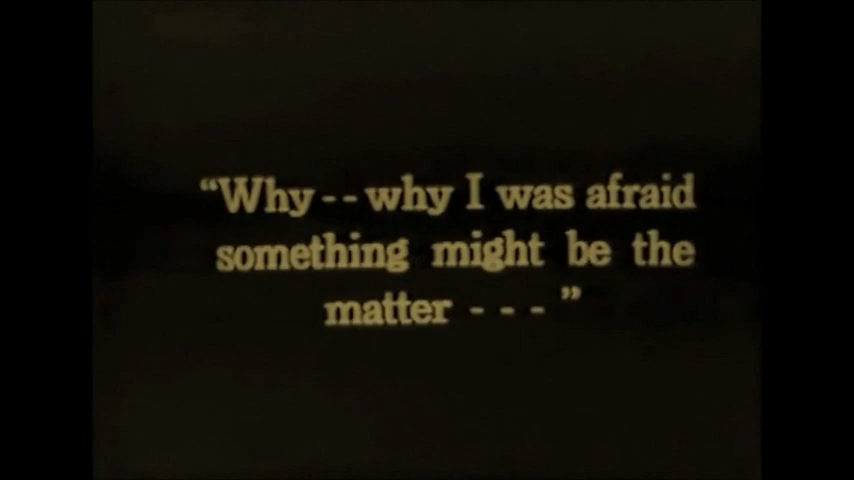 “Why--why I was afraid
something might be the
matter---”